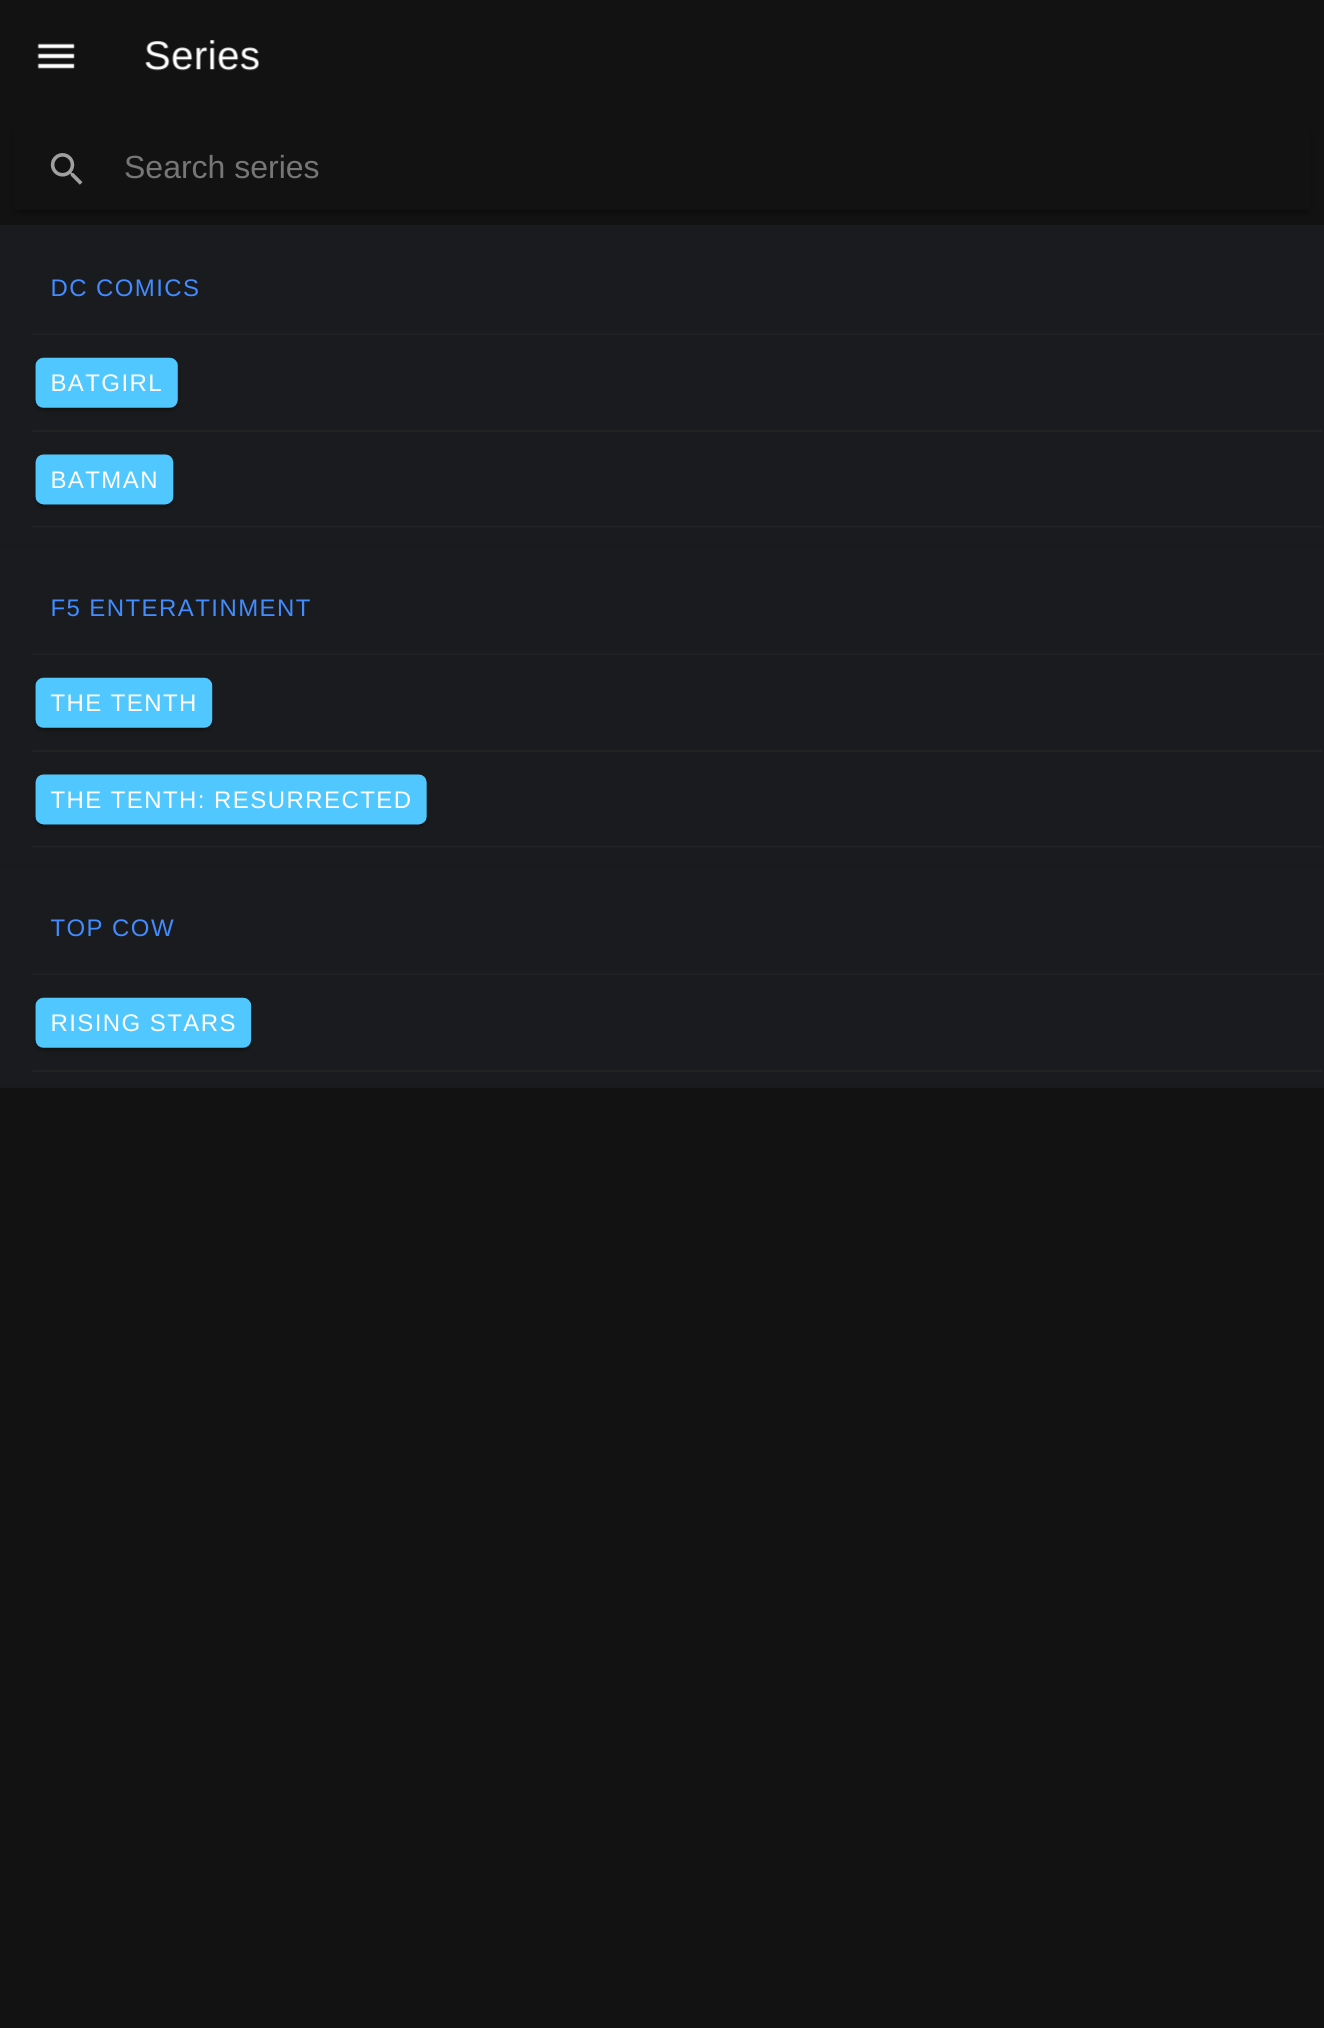 Series
Search series
DC COMICS
BATGIRL
BATMAN
F5 ENTERATINMENT
THE TENTH
THE TENTH: RESURRECTED
TOP COW
RISING STARS